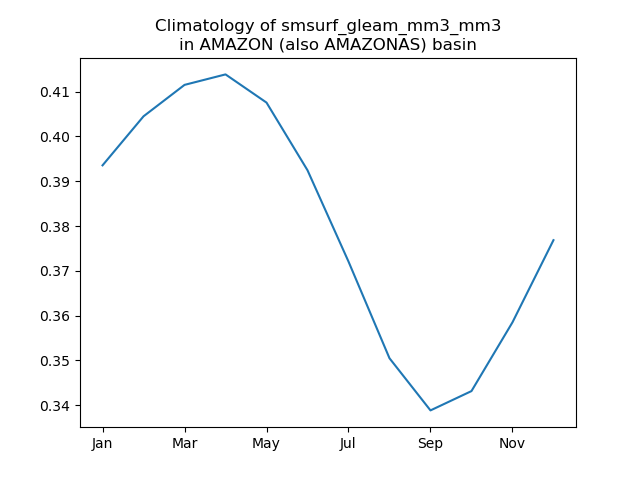 Climatology of smsurf_gleam_mm3_mm3
in AMAZON (also AMAZONAS) basin
0.41
0.40
0.39
0.38
0.37
0.36
0.35
0.34
Jan Mar May Jul Sep Nov